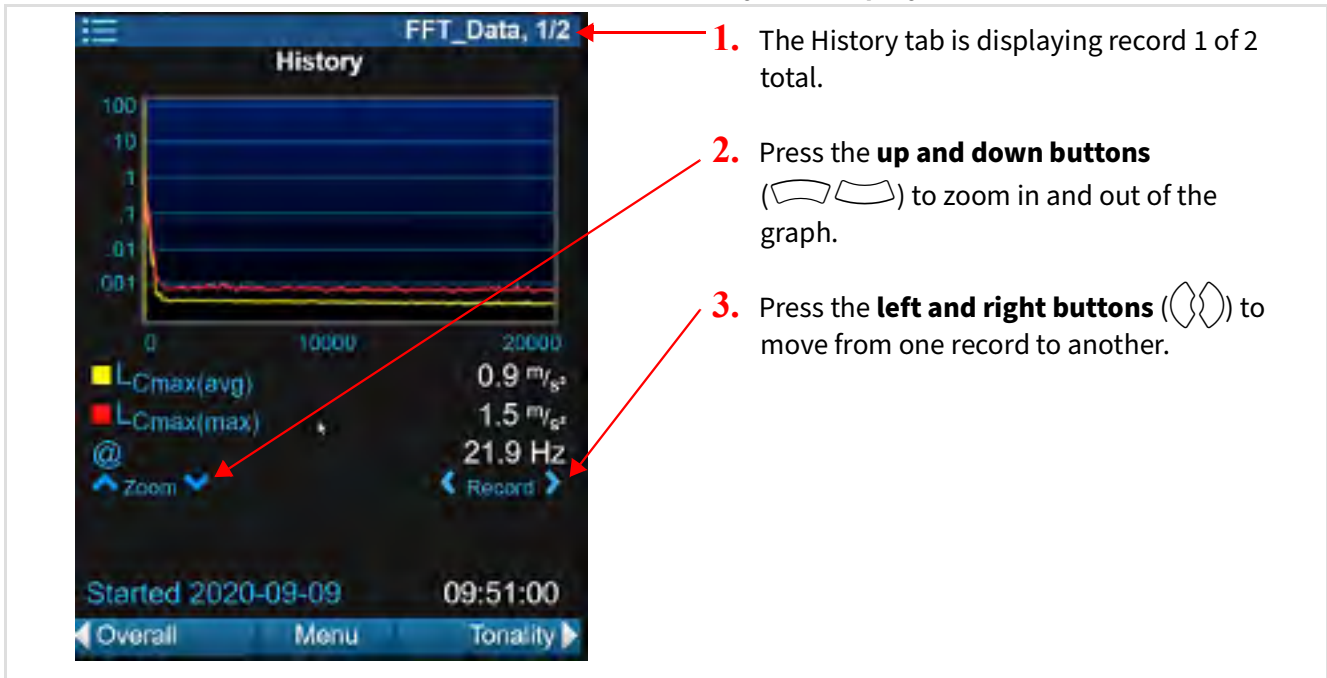 FFT_Data, 1/2
History
100
10
1
.1
.01
001
0 10000 20000
LCmax(avg) 0.9 m/s²
LCmax(max) 1.5 m/s²
@ 21.9 Hz
Zoom Record
Started 2020-09-09 09:51:00
Overall Menu Tonality
1. The History tab is displaying record 1 of 2
total.
2. Press the up and down buttons
( ) to zoom in and out of the
graph.
3. Press the left and right buttons ( ) to
move from one record to another.